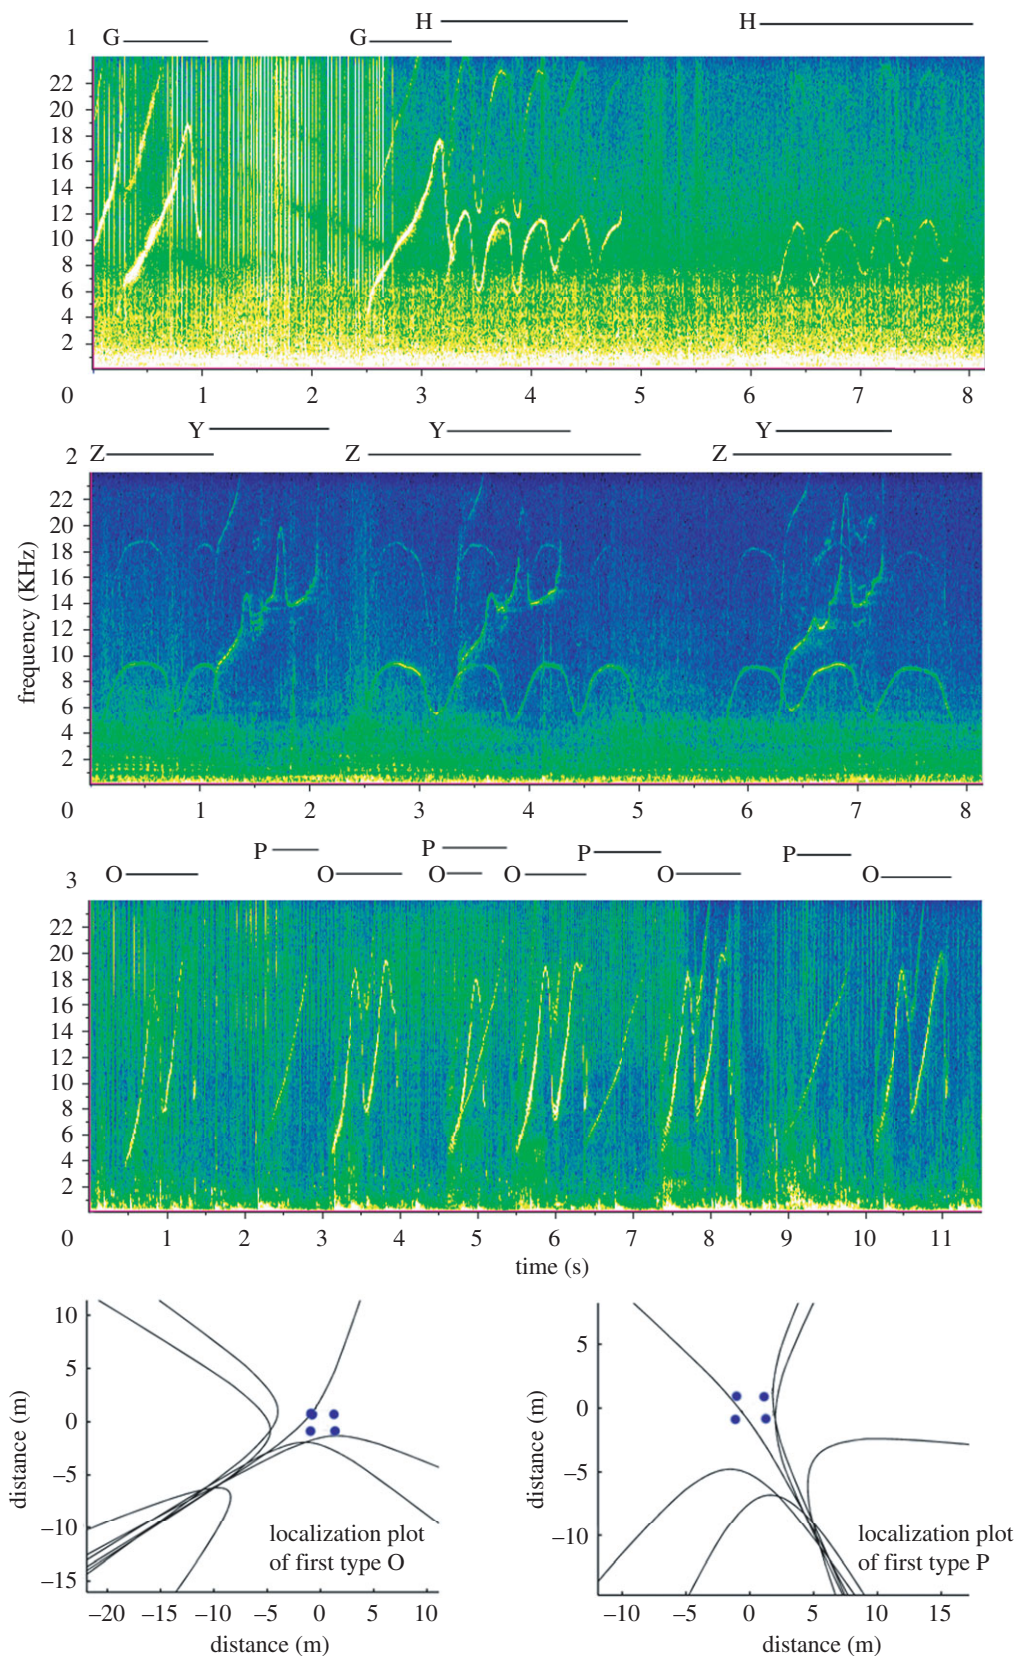 H H
1 G G
22
20
18
16
14
12
10
8
6
4
2
0 1 2 3 4 5 6 7 8
Y Y Y
2 Z Z Z
22
20
18
16
14
12
10
8
6
4
2
0 1 2 3 4 5 6 7 8
frequency (KHz)
P P P P
3 O O O O O O
22
20
18
16
14
12
10
8
6
4
2
0 1 2 3 4 5 6 7 8 9 10 11
time (s)
10
5
0
–5
–10
–15
distance (m)
localization plot
of first type O
–20 –15 –10 –5 0 5 10
distance (m)
5
0
–5
–10
distance (m)
localization plot
of first type P
–10 –5 0 5 10 15
distance (m)